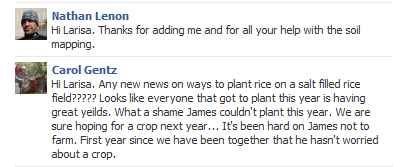 Nathan Lenon
Hi Larisa. Thanks for adding me and for all your help with the soil
mapping.
Carol Gentz
Hi Larisa. Any new news on ways to plant rice on a salt filled rice
field????? Looks like everyone that got to plant this year is having
great yeilds. What a shame James couldn't plant this year. We are
sure hoping for a crop next year... It's been hard on James not to
farm. First year since we have been together that he hasn't worried
about a crop.